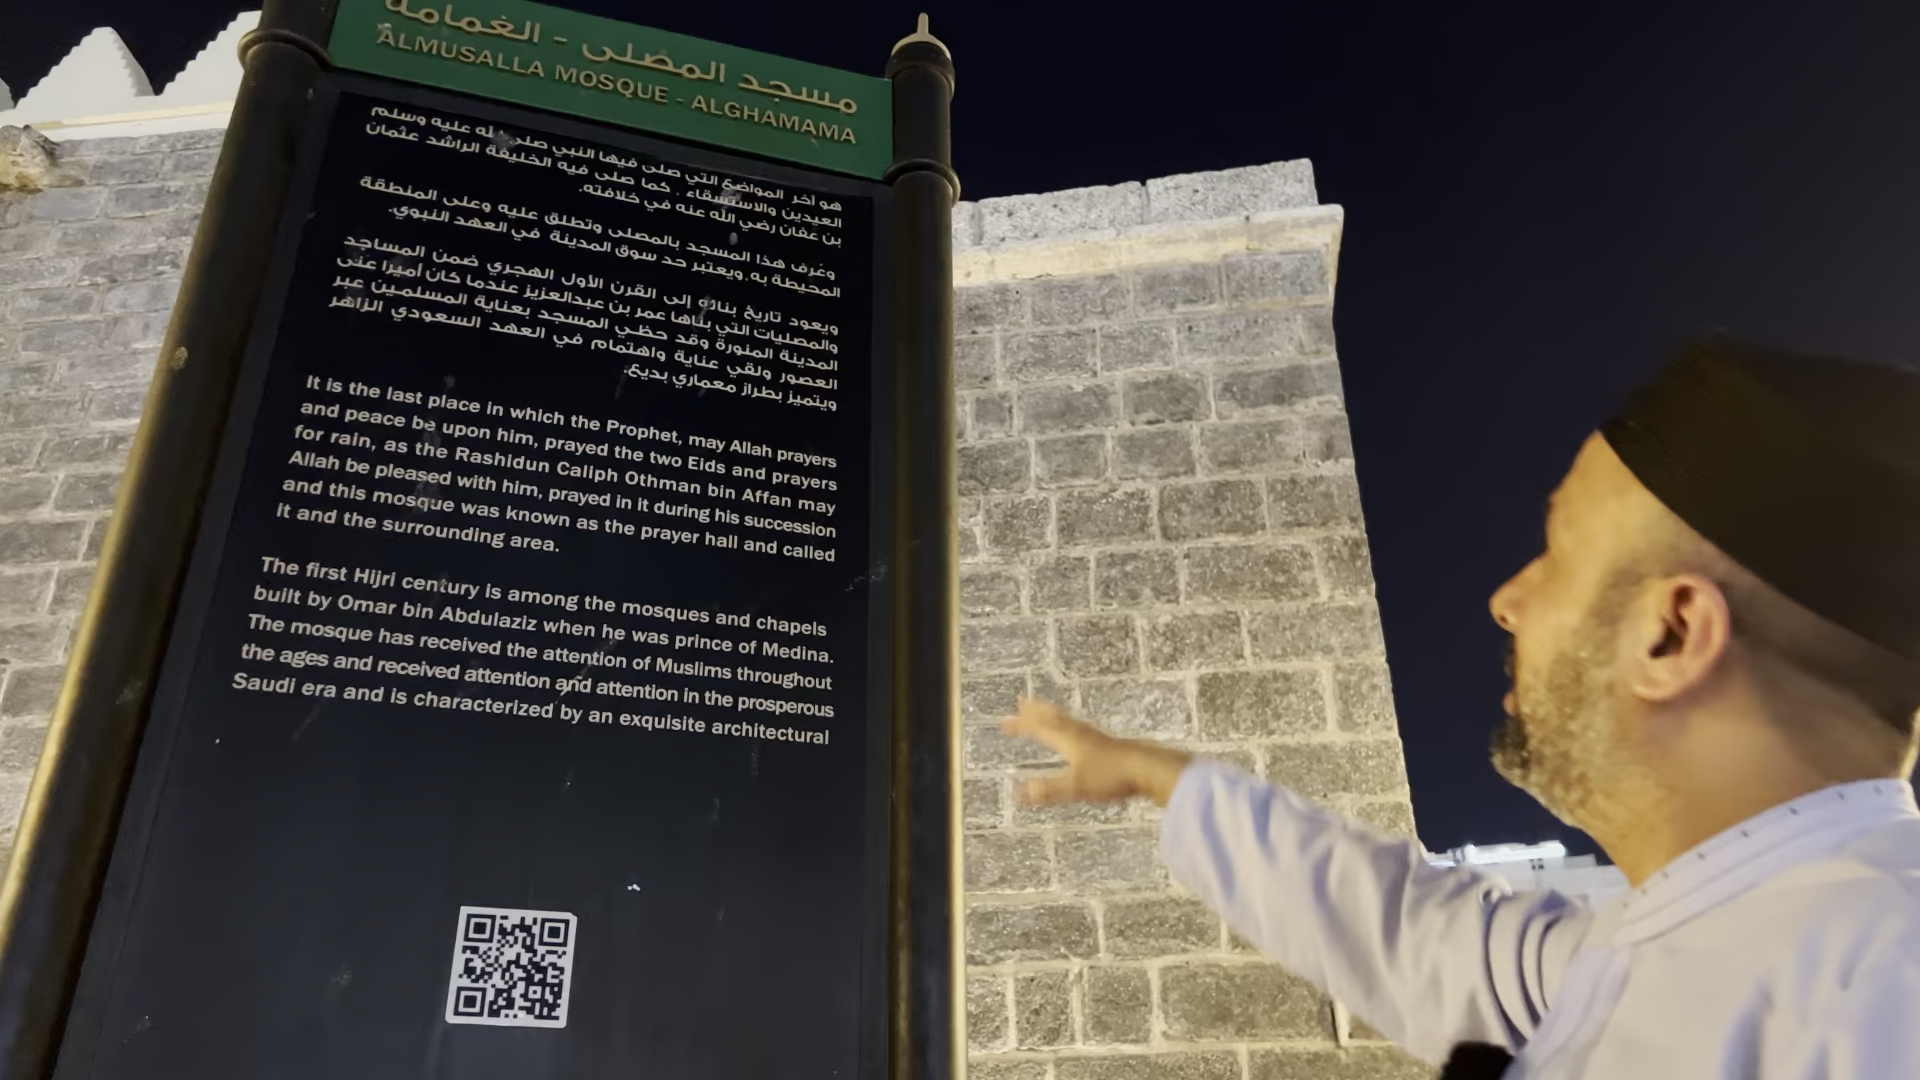 مسجد المصلى - الغمامة
ALMUSALLA MOSQUE - ALGHAMAMA
هو آخر المواضع التي صلى فيها النبي صلى الله عليه وسلم
العيدين والاستسقاء . كما صلى فيه الخليفة الراشد عثمان
بن عفان رضي الله عنه في خلافته.
وعُرف هذا المسجد بالمصلى وتطلق عليه وعلى المنطقة
المحيطة به.ويعتبر حد سوق المدينة في العهد النبوي.
ويعود تاريخ بنائه إلى القرن الأول الهجري ضمن المساجد
والمصليات التي بناها عمر بن عبدالعزيز عندما كان أميرا على
المدينة المنورة وقد حظي المسجد بعناية المسلمين عبر
العصور ولقي عناية واهتمام في العهد السعودي الزاهر
ويتميز بطراز معماري بديع.
It is the last place in which the Prophet, may Allah prayers
and peace be upon him, prayed the two Eids and prayers
for rain, as the Rashidun Caliph Othman bin Affan may
Allah be pleased with him, prayed in it during his succession
and this mosque was known as the prayer hall and called
it and the surrounding area.
The first Hijri century is among the mosques and chapels
built by Omar bin Abdulaziz when he was prince of Medina.
The mosque has received the attention of Muslims throughout
the ages and received attention and attention in the prosperous
Saudi era and is characterized by an exquisite architectural